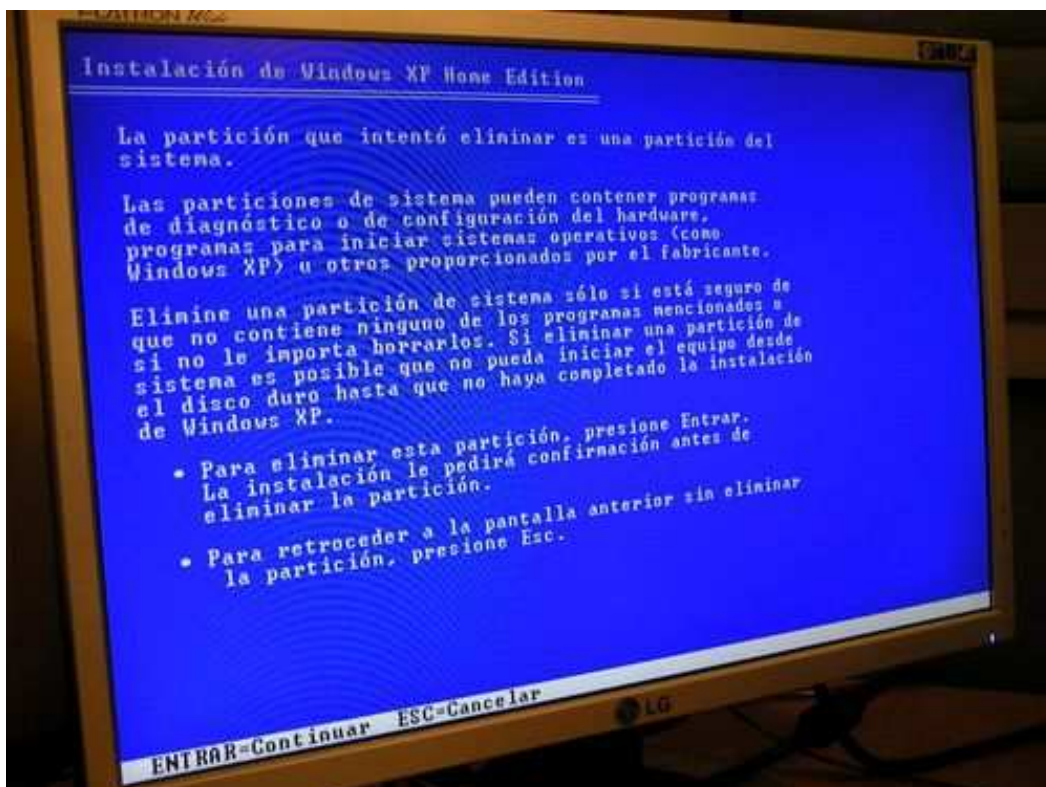 Instalación de Windows XP Home Edition
La partición que intentó eliminar es una partición del
sistema.
Las particiones de sistema pueden contener programas
de diagnóstico o de configuración del hardware,
programas para iniciar sistemas operativos (como
Windows XP) u otros proporcionados por el fabricante.
Elimine una partición de sistema sólo si está seguro de
que no contiene ninguno de los programas mencionados o
si no le importa borrarlos. Si eliminar una partición de
sistema es posible que no pueda iniciar el equipo desde
el disco duro hasta que no haya completado la instalación
de Windows XP.
• Para eliminar esta partición, presione Entrar.
La instalación le pedirá confirmación antes de
eliminar la partición.
• Para retroceder a la pantalla anterior sin eliminar
la partición, presione Esc.
ENTRAR=Continuar ESC=Cancelar
LG